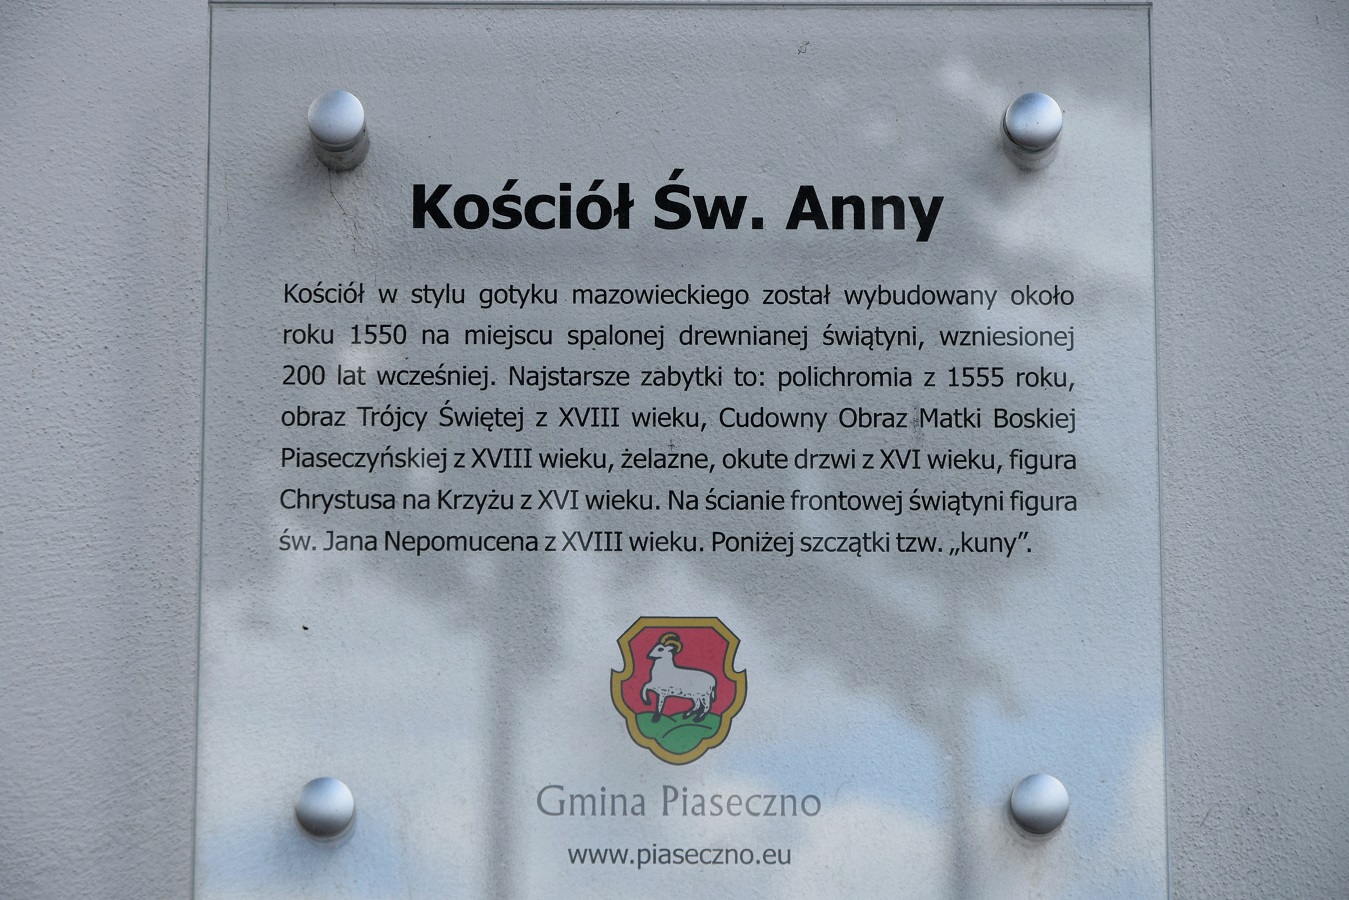 Kościół Św. Anny
Kościół w stylu gotyku mazowieckiego został wybudowany około
roku 1550 na miejscu spalonej drewnianej świątyni, wzniesionej
200 lat wcześniej. Najstarsze zabytki to: polichromia z 1555 roku,
obraz Trójcy Świętej z XVIII wieku, Cudowny Obraz Matki Boskiej
Piaseczyńskiej z XVIII wieku, żelazne, okute drzwi z XVI wieku, figura
Chrystusa na Krzyżu z XVI wieku. Na ścianie frontowej świątyni figura
św. Jana Nepomucena z XVIII wieku. Poniżej szczątki tzw. „kuny”.
Gmina Piaseczno
www.piaseczno.eu